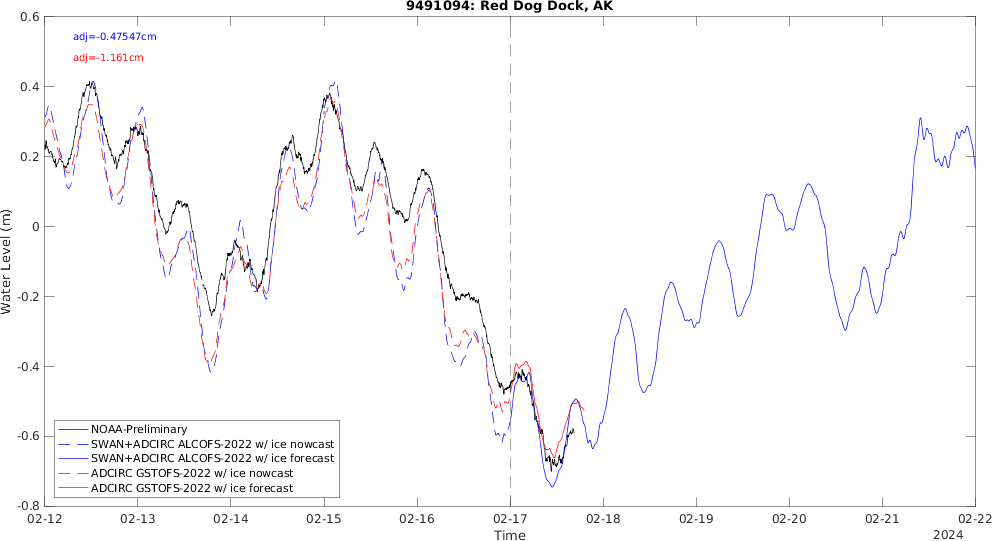 9491094: Red Dog Dock, AK
adj=-0.47547cm
adj=-1.161cm
Water Level (m)
0.6
0.4
0.2
0
-0.2
-0.4
-0.6
-0.8
NOAA-Preliminary
SWAN+ADCIRC ALCOFS-2022 w/ ice nowcast
SWAN+ADCIRC ALCOFS-2022 w/ ice forecast
ADCIRC GSTOFS-2022 w/ ice nowcast
ADCIRC GSTOFS-2022 w/ ice forecast
02-12 02-13 02-14 02-15 02-16 02-17 02-18 02-19 02-20 02-21 02-22
Time
2024